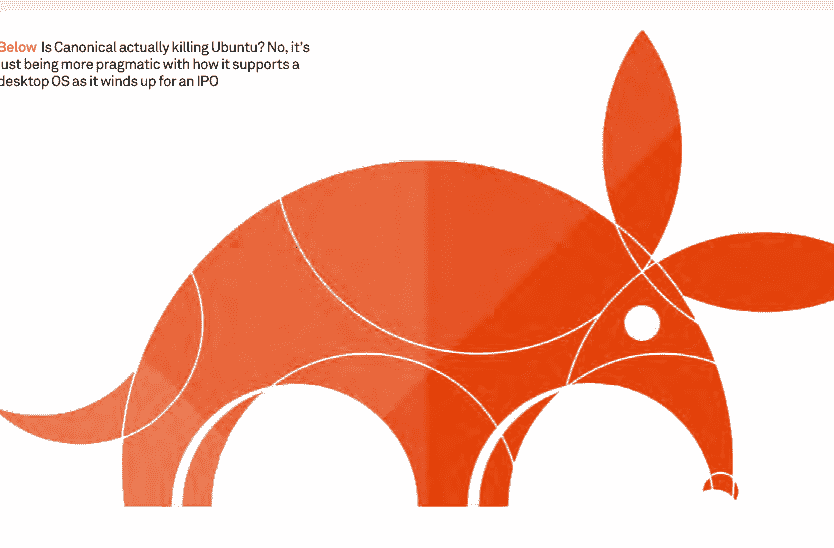 Below Is Canonical actually killing Ubuntu? No, it's
just being more pragmatic with how it supports a
desktop OS as it winds up for an IPO